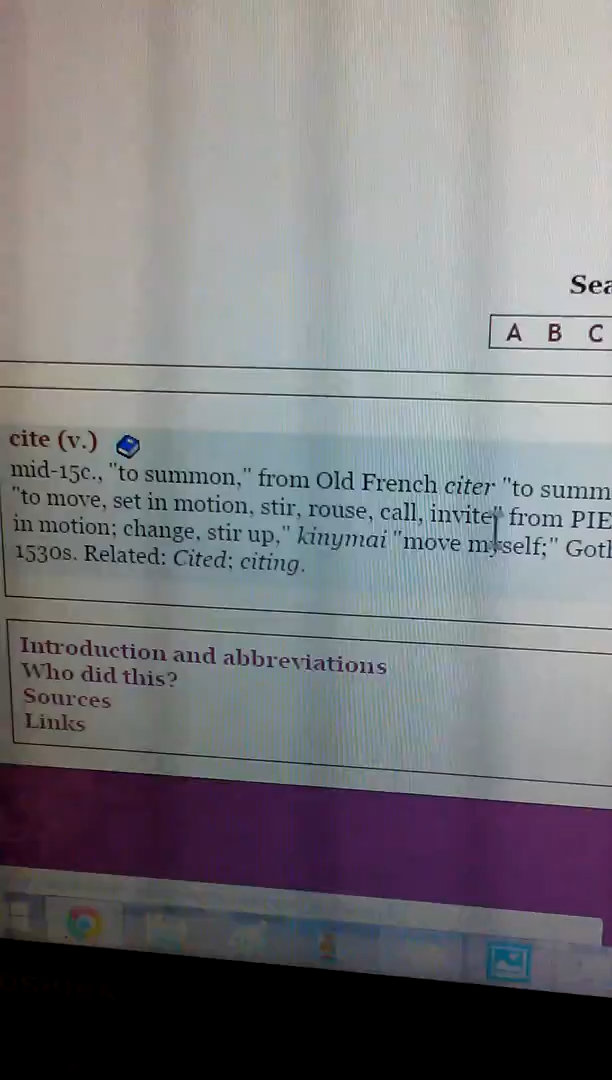 Sea
A B C
cite (v.)
mid-15c., "to summon," from Old French citer "to summ
"to move, set in motion, stir, rouse, call, invite," from PIE
in motion; change, stir up," kinymai "move myself;" Goth
1530s. Related: Cited; citing.
Introduction and abbreviations
Who did this?
Sources
Links